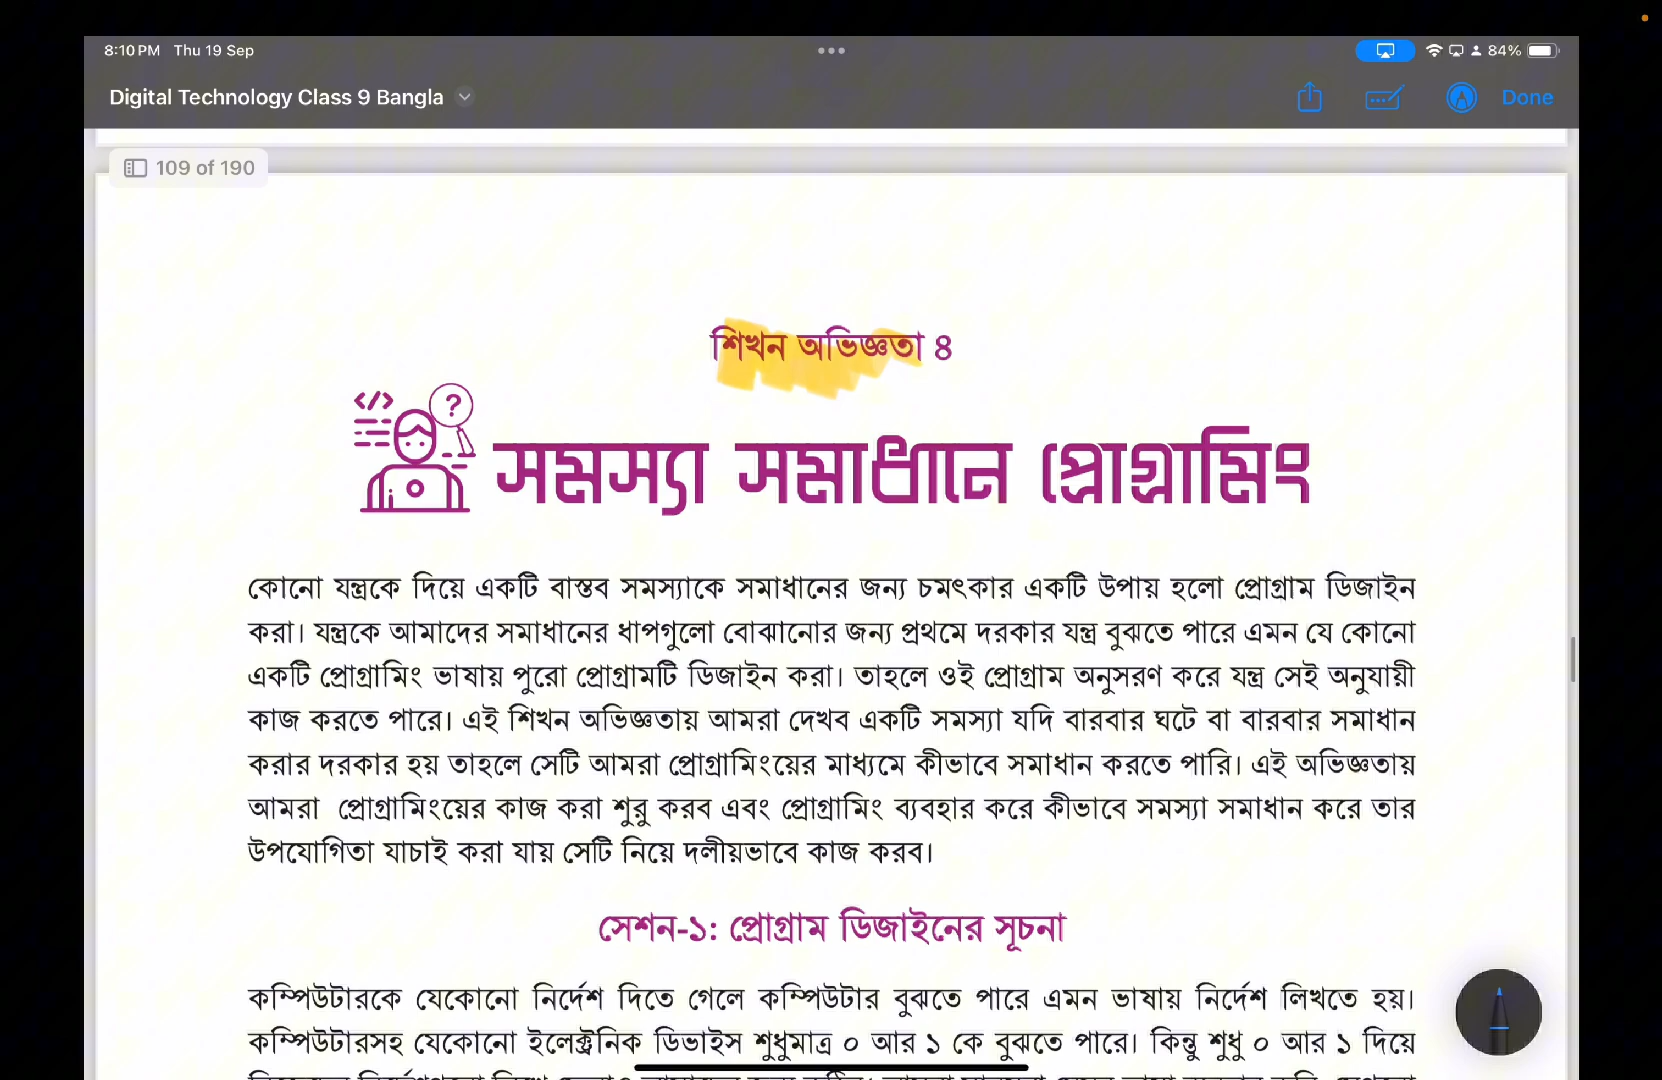 8:10 PM Thu 19 Sep
84%
Digital Technology Class 9 Bangla
Done
109 of 190
শিখন অভিজ্ঞতা ৪
</>
?
সমস্যা সমাধানে প্রোগ্রামিং
কোনো যন্ত্রকে দিয়ে একটি বাস্তব সমস্যাকে সমাধানের জন্য চমৎকার একটি উপায় হলো প্রোগ্রাম ডিজাইন
করা। যন্ত্রকে আমাদের সমাধানের ধাপগুলো বোঝানোর জন্য প্রথমে দরকার যন্ত্র বুঝতে পারে এমন যে কোনো
একটি প্রোগ্রামিং ভাষায় পুরো প্রোগ্রামটি ডিজাইন করা। তাহলে ওই প্রোগ্রাম অনুসরণ করে যন্ত্র সেই অনুযায়ী
কাজ করতে পারে। এই শিখন অভিজ্ঞতায় আমরা দেখব একটি সমস্যা যদি বারবার ঘটে বা বারবার সমাধান
করার দরকার হয় তাহলে সেটি আমরা প্রোগ্রামিংয়ের মাধ্যমে কীভাবে সমাধান করতে পারি। এই অভিজ্ঞতায়
আমরা প্রোগ্রামিংয়ের কাজ করা শুরু করব এবং প্রোগ্রামিং ব্যবহার করে কীভাবে সমস্যা সমাধান করে তার
উপযোগিতা যাচাই করা যায় সেটি নিয়ে দলীয়ভাবে কাজ করব।
সেশন-১: প্রোগ্রাম ডিজাইনের সূচনা
কম্পিউটারকে যেকোনো নির্দেশ দিতে গেলে কম্পিউটার বুঝতে পারে এমন ভাষায় নির্দেশ লিখতে হয়।
কম্পিউটারসহ যেকোনো ইলেক্ট্রনিক ডিভাইস শুধুমাত্র ০ আর ১ কে বুঝতে পারে। কিন্তু শুধু ০ আর ১ দিয়ে